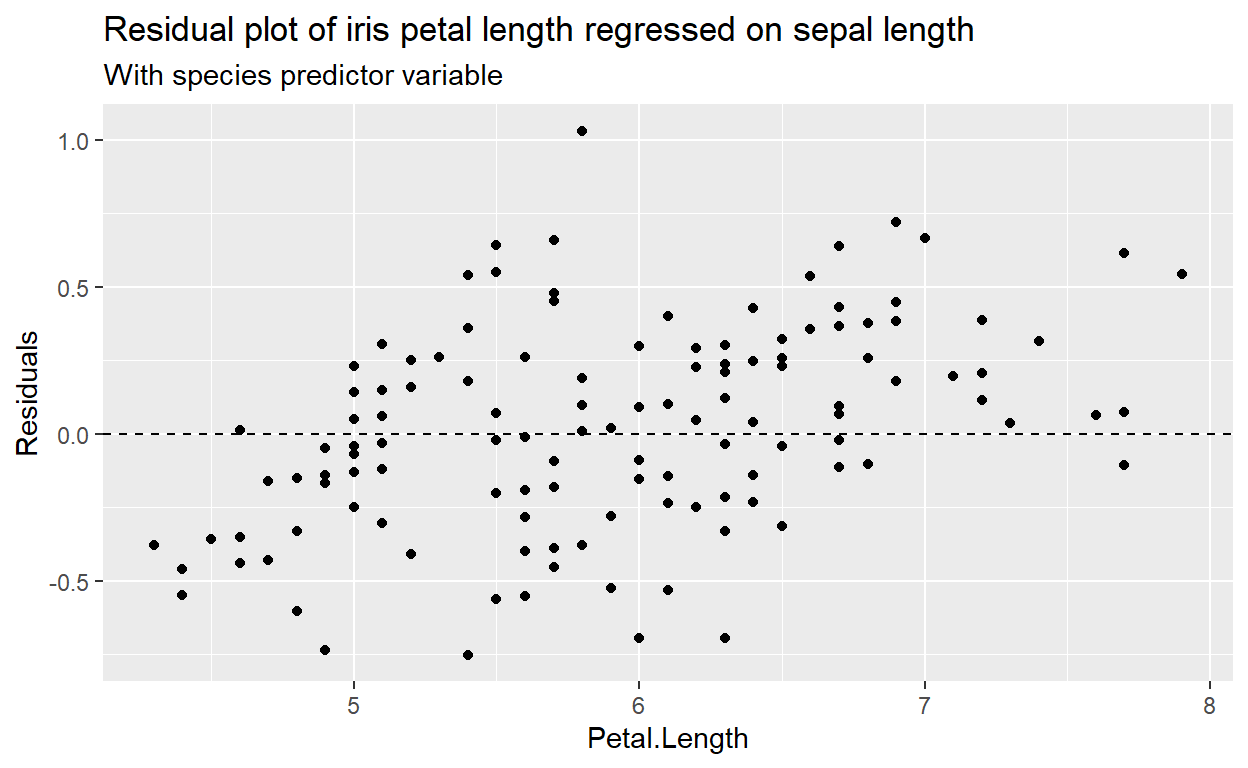 Residual plot of iris petal length regressed on sepal length
With species predictor variable
1.0
0.5
0.0
-0.5
Residuals
5 6 7 8
Petal.Length